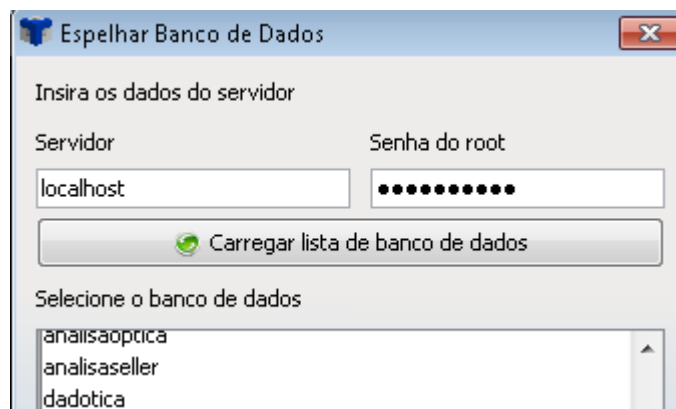 Espelhar Banco de Dados
Insira os dados do servidor
Servidor Senha do root
localhost ●●●●●●●●●●
Carregar lista de banco de dados
Selecione o banco de dados
analisaoptica
analisaseller
dadotica